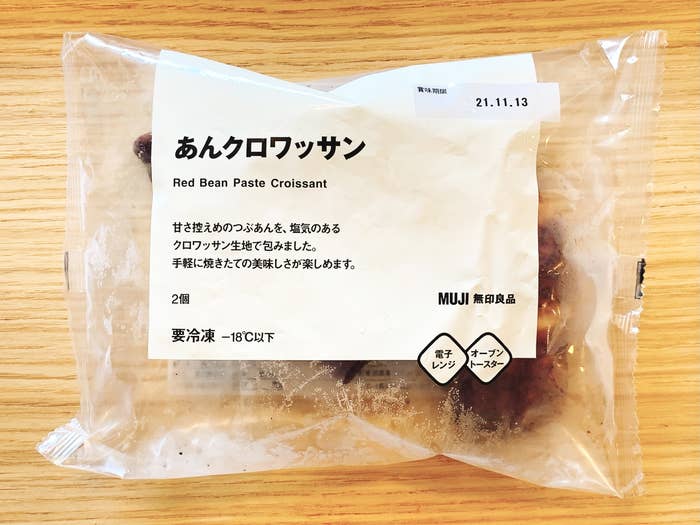 賞味期限 21.11.13
あんクロワッサン
Red Bean Paste Croissant
甘さ控えめのつぶあんを、塩気のある
クロワッサン生地で包みました。
手軽に焼きたての美味しさが楽しめます。
2個
MUJI 無印良品
要冷凍 −18℃以下
電子
レンジ
オーブン
トースター